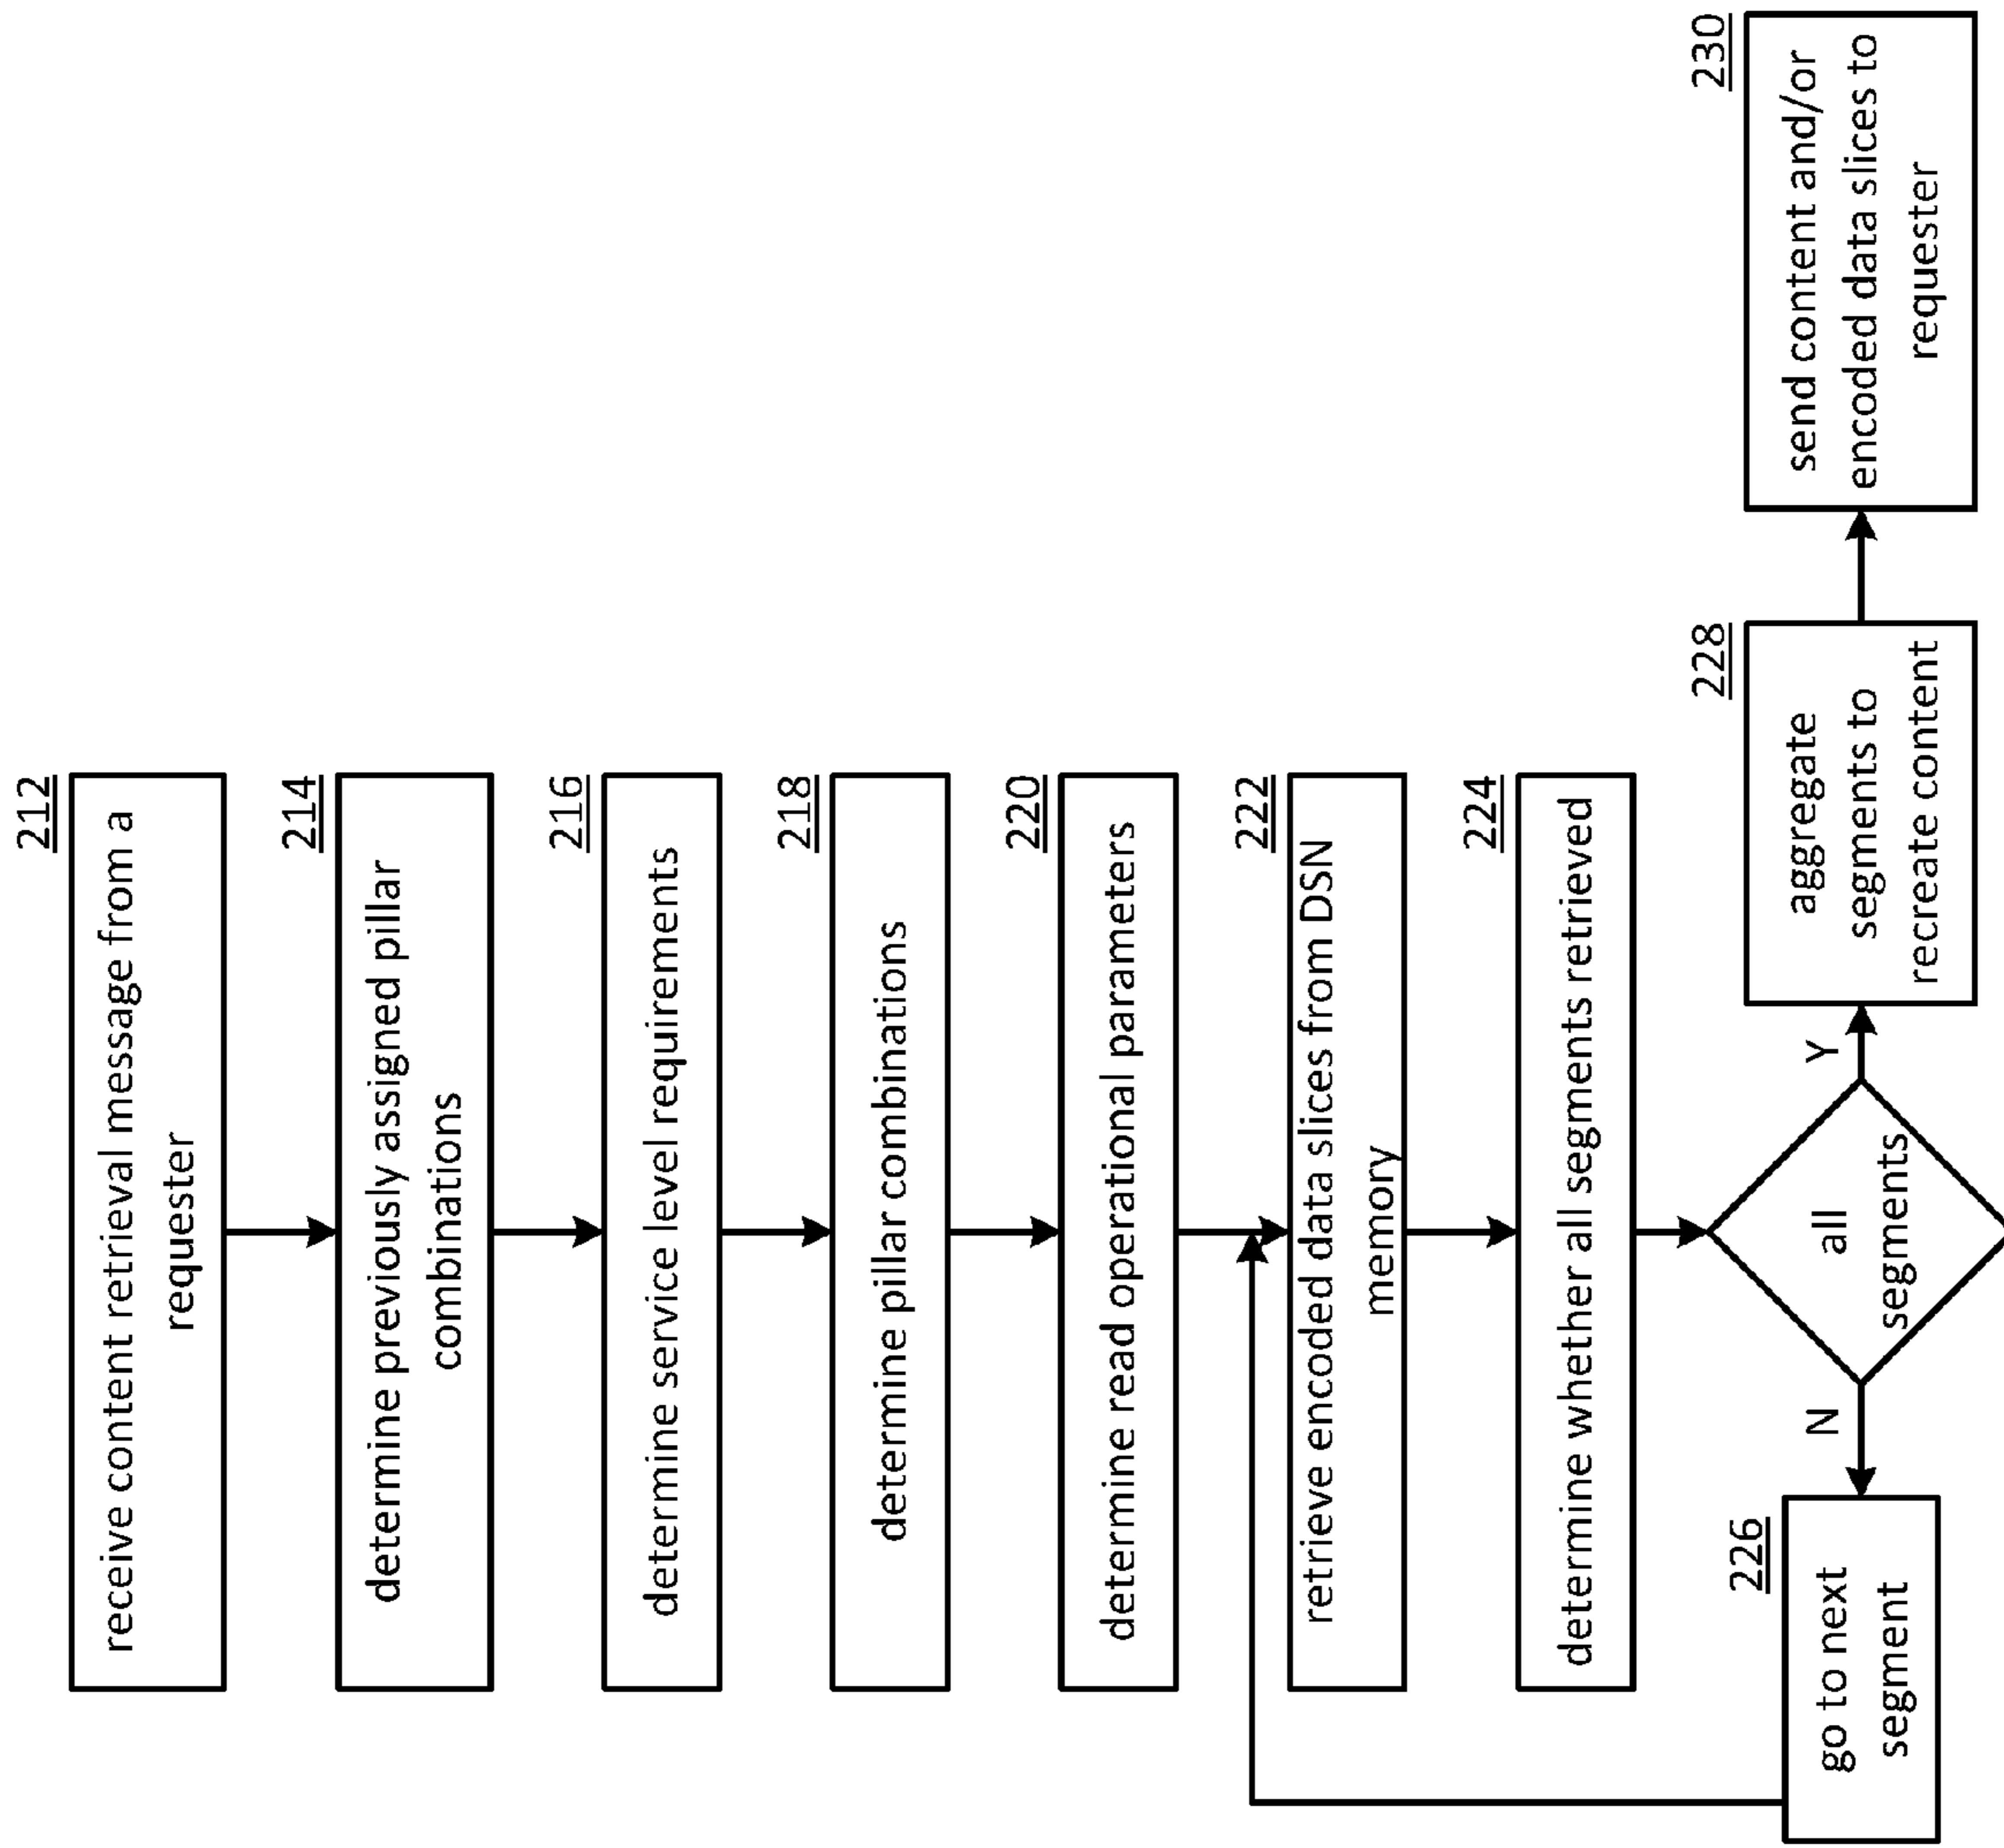 212
receive content retrieval message from a
requester
214
determine previously assigned pillar
combinations
216
determine service level requirements
218
determine pillar combinations
220
determine read operational parameters
222
retrieve encoded data slices from DSN
memory
224
determine whether all segments retrieved
all
segments
N
Y
226
go to next
segment
228
aggregate
segments to
recreate content
230
send content and/or
encoded data slices to
requester